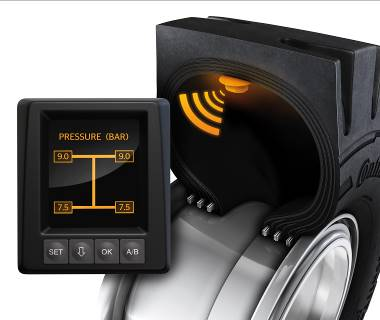 PRESSURE (BAR)
9.0 9.0
7.5 7.5
SET OK A/B